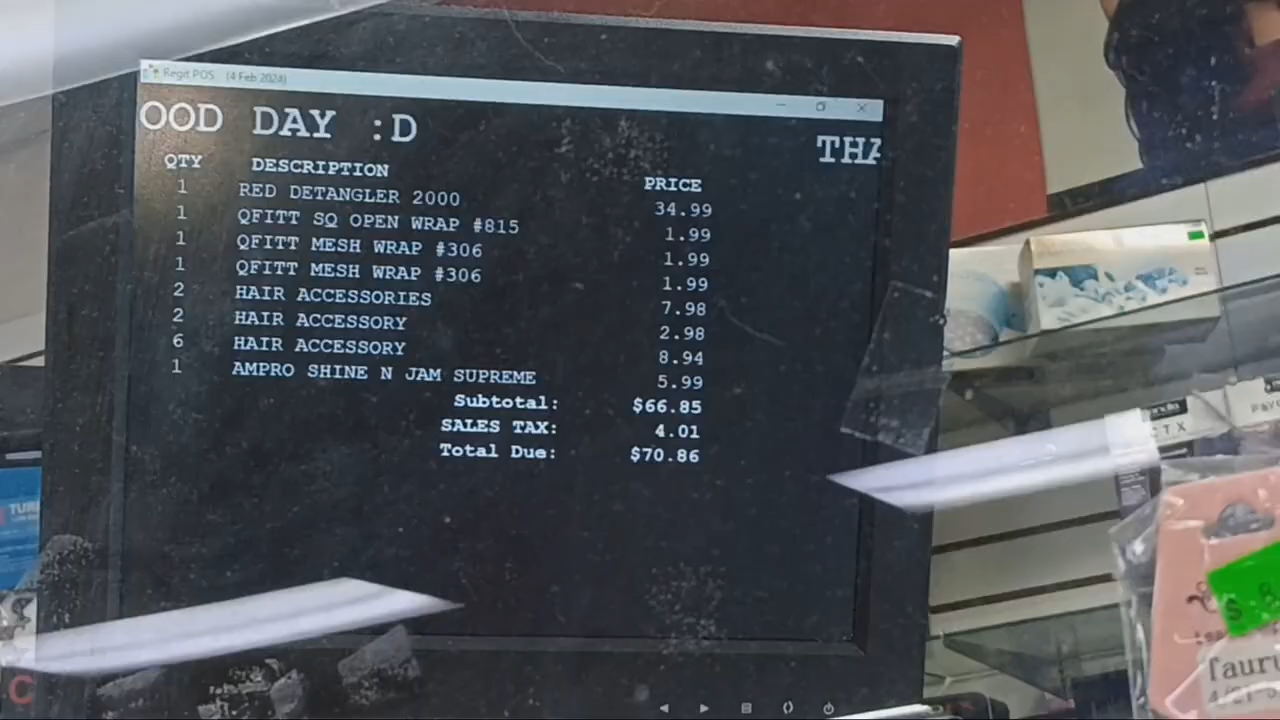 Regit POS (4 Feb 2024)
OOD DAY :D THA
QTY DESCRIPTION PRICE
1 RED DETANGLER 2000 34.99
1 QFITT SQ OPEN WRAP #815 1.99
1 QFITT MESH WRAP #306 1.99
1 QFITT MESH WRAP #306 1.99
2 HAIR ACCESSORIES 7.98
2 HAIR ACCESSORY 2.98
6 HAIR ACCESSORY 8.94
1 AMPRO SHINE N JAM SUPREME 5.99
Subtotal: $66.85
SALES TAX: 4.01
Total Due: $70.86
C